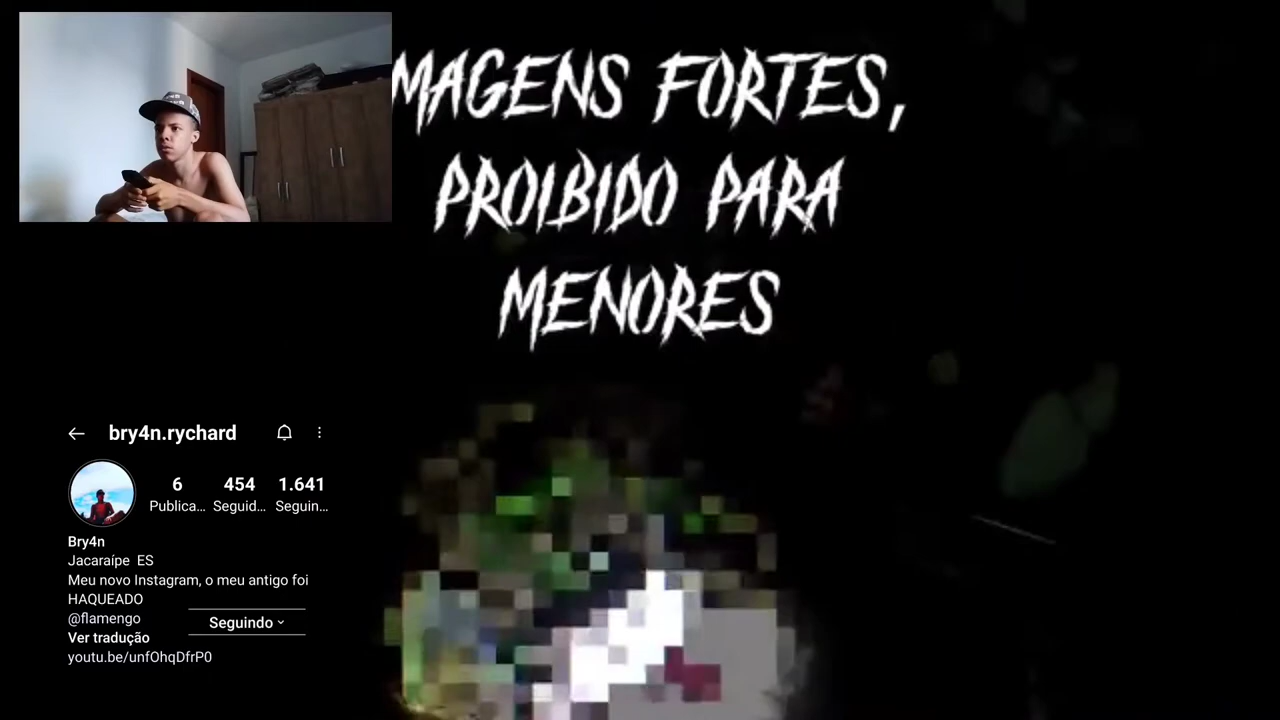 MAGENS FORTES,
PROIBIDO PARA
MENORES
bry4n.rychard
6 454 1.641
Publica... Seguid... Seguin...
Bry4n
Jacaraípe ES
Meu novo Instagram, o meu antigo foi
HAQUEADO
@flamengo
Seguindo
Ver tradução
youtu.be/unfOhqDfrP0